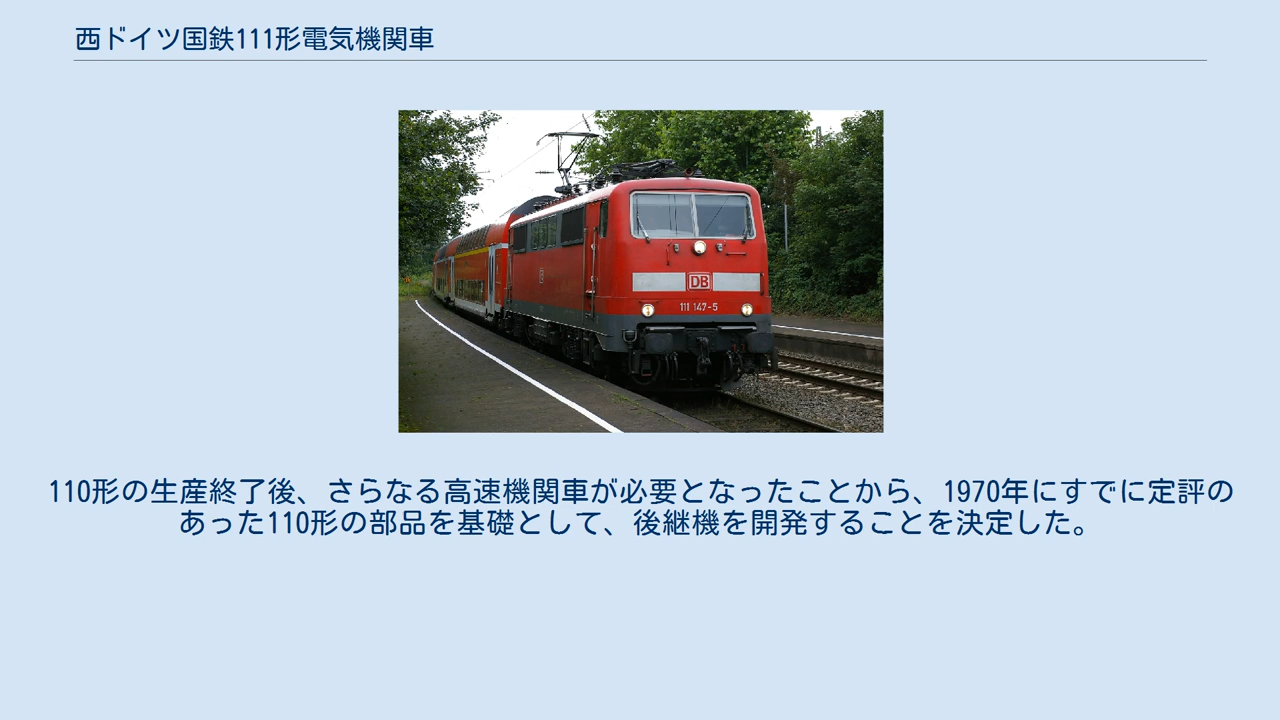 西ドイツ国鉄111形電気機関車
DB
111 147-5
110形の生産終了後、さらなる高速機関車が必要となったことから、1970年にすでに定評の
あった110形の部品を基礎として、後継機を開発することを決定した。